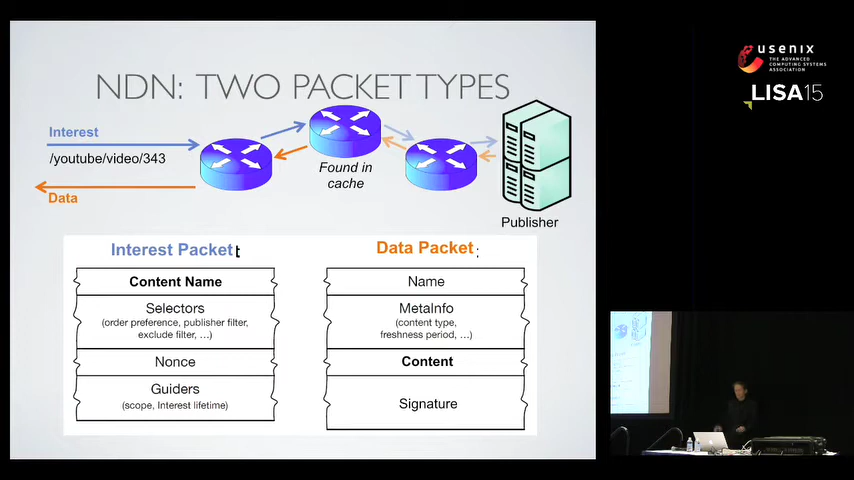 NDN: TWO PACKET TYPES
Interest
/youtube/video/343
Data
Found in
cache
Publisher
Interest Packet
t
Content Name
Selectors
(order preference, publisher filter,
exclude filter, ...)
Nonce
Guiders
(scope, Interest lifetime)
Data Packet
:
Name
MetaInfo
(content type,
freshness period, ...)
Content
Signature
usenix
THE ADVANCED
COMPUTING SYSTEMS
ASSOCIATION
LISA15